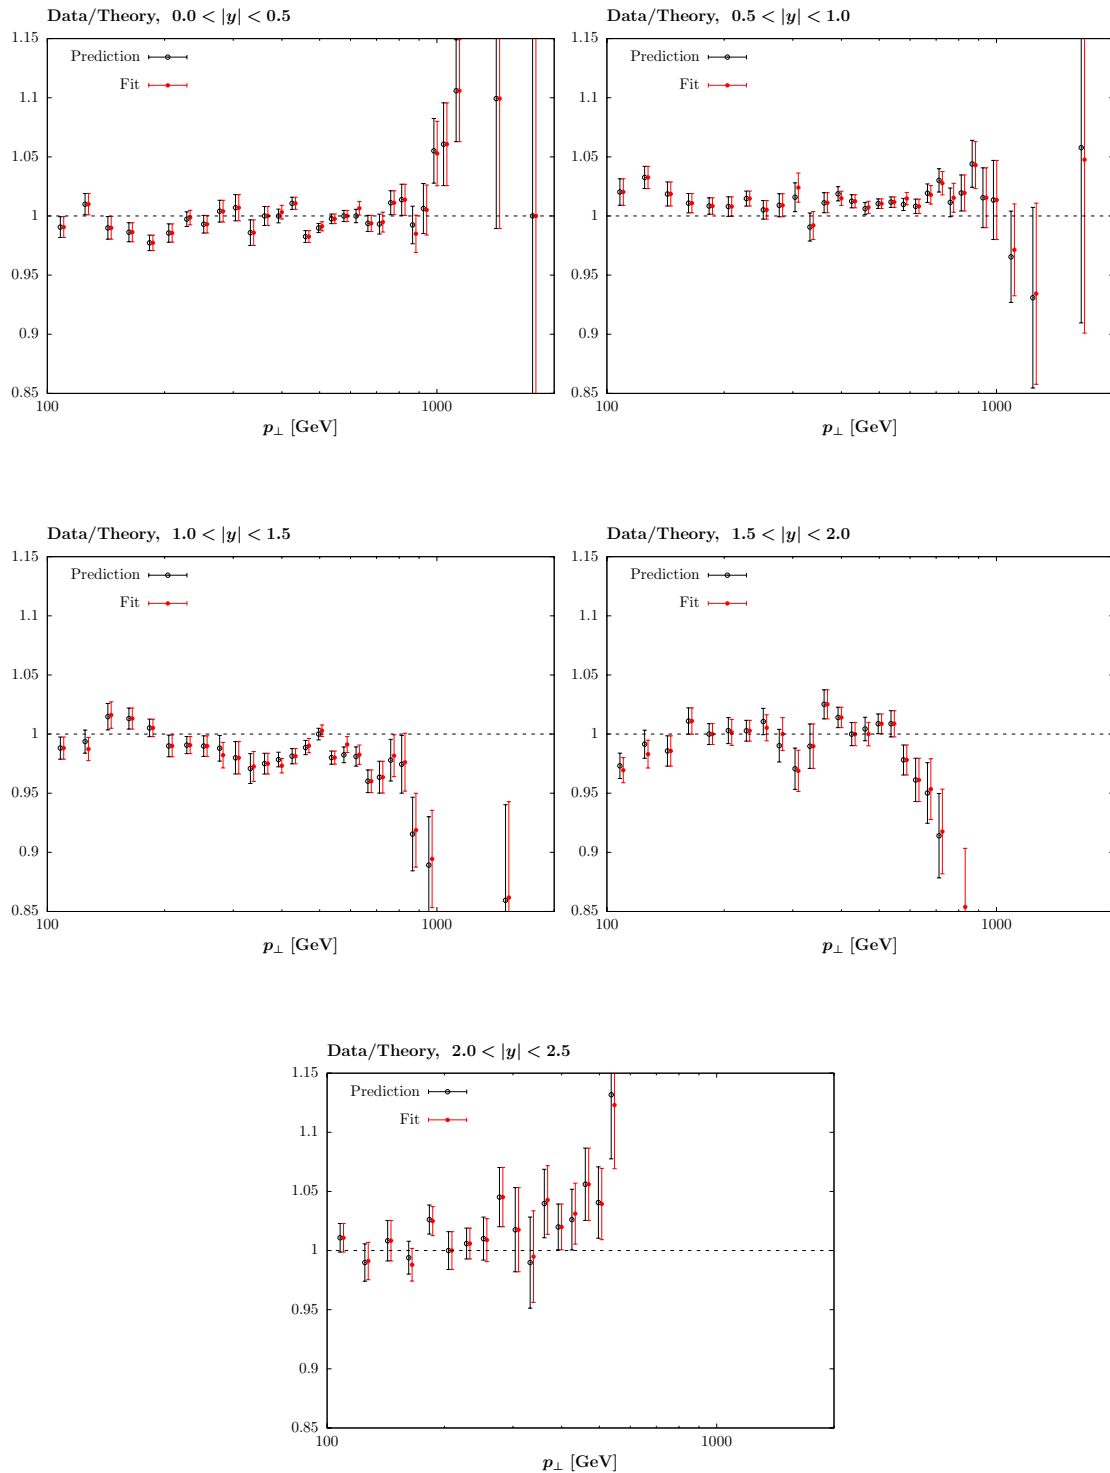 Data/Theory, 0.0 < |y| < 0.5
1.15
Prediction
Fit
1.1
1.05
1
0.95
0.9
0.85
100
1000
p⊥ [GeV]
Data/Theory, 0.5 < |y| < 1.0
1.15
Prediction
Fit
1.1
1.05
1
0.95
0.9
0.85
100
1000
p⊥ [GeV]
Data/Theory, 1.0 < |y| < 1.5
1.15
Prediction
Fit
1.1
1.05
1
0.95
0.9
0.85
100
1000
p⊥ [GeV]
Data/Theory, 1.5 < |y| < 2.0
1.15
Prediction
Fit
1.1
1.05
1
0.95
0.9
0.85
100
1000
p⊥ [GeV]
Data/Theory, 2.0 < |y| < 2.5
1.15
Prediction
Fit
1.1
1.05
1
0.95
0.9
0.85
100
1000
p⊥ [GeV]